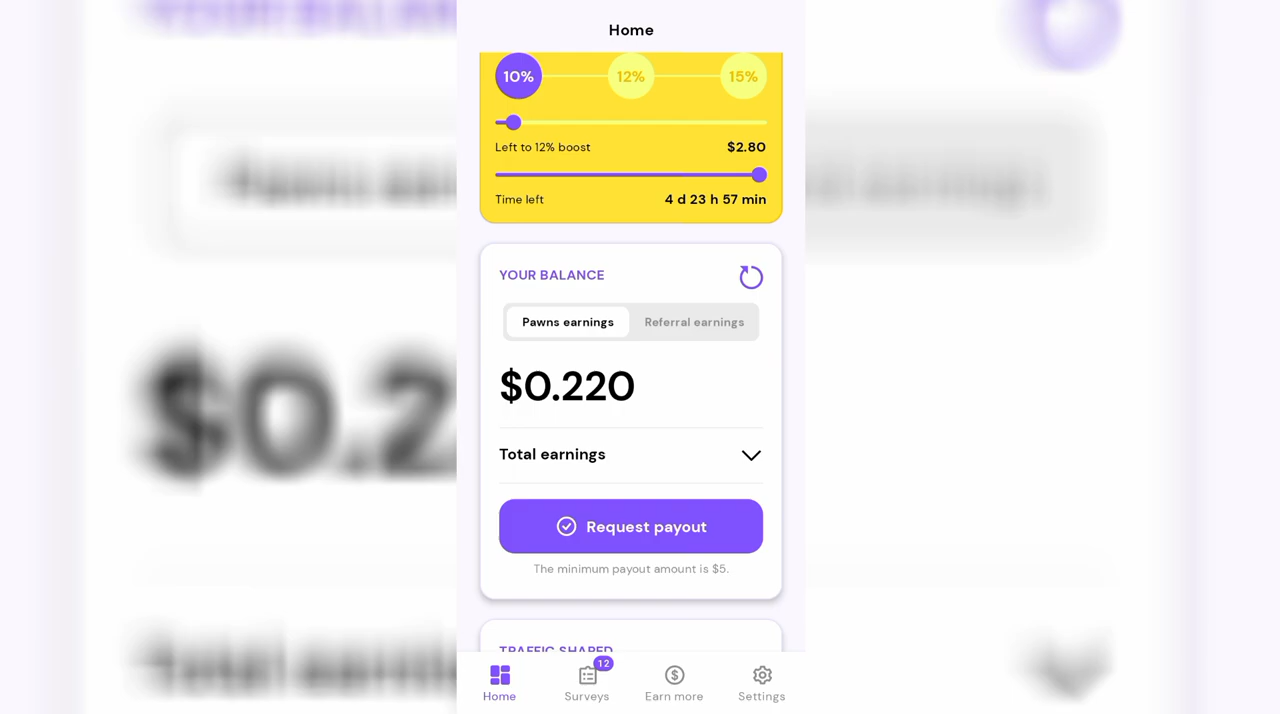 Home
10% 12% 15%
Left to 12% boost $2.80
Time left 4 d 23 h 57 min
YOUR BALANCE
Pawns earnings Referral earnings
$0.220
Total earnings
Request payout
The minimum payout amount is $5.
TRAFFIC SHARED
12
Home Surveys Earn more Settings